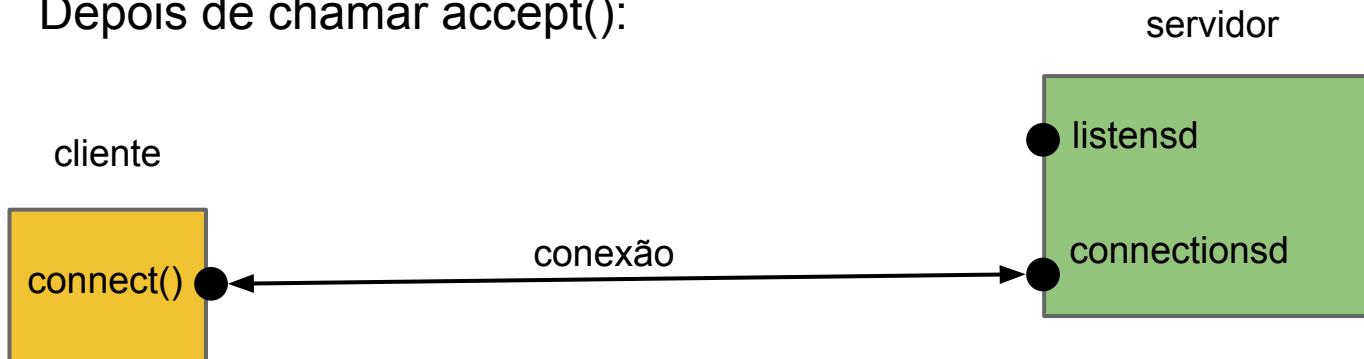 Depois de chamar accept():
servidor
listensd
cliente
conexão
connectionsd
connect()